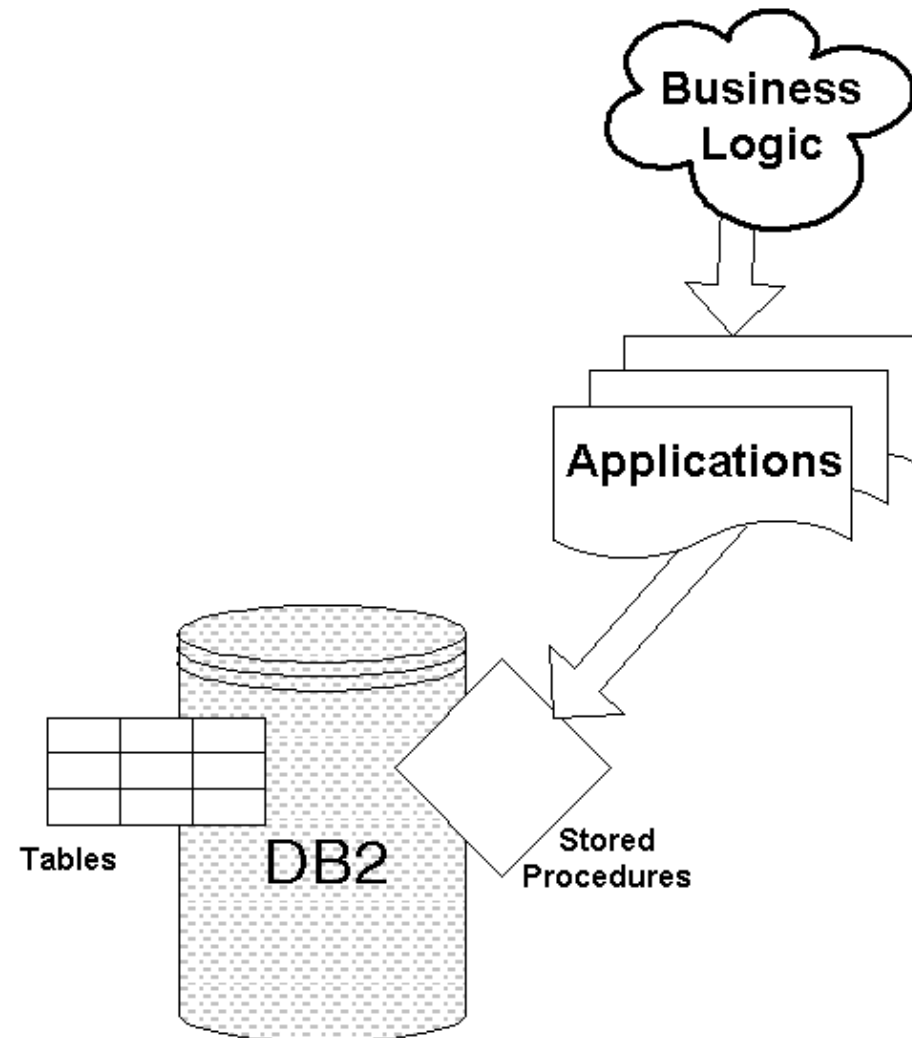 Business
Logic
Applications
Tables
DB2
Stored
Procedures